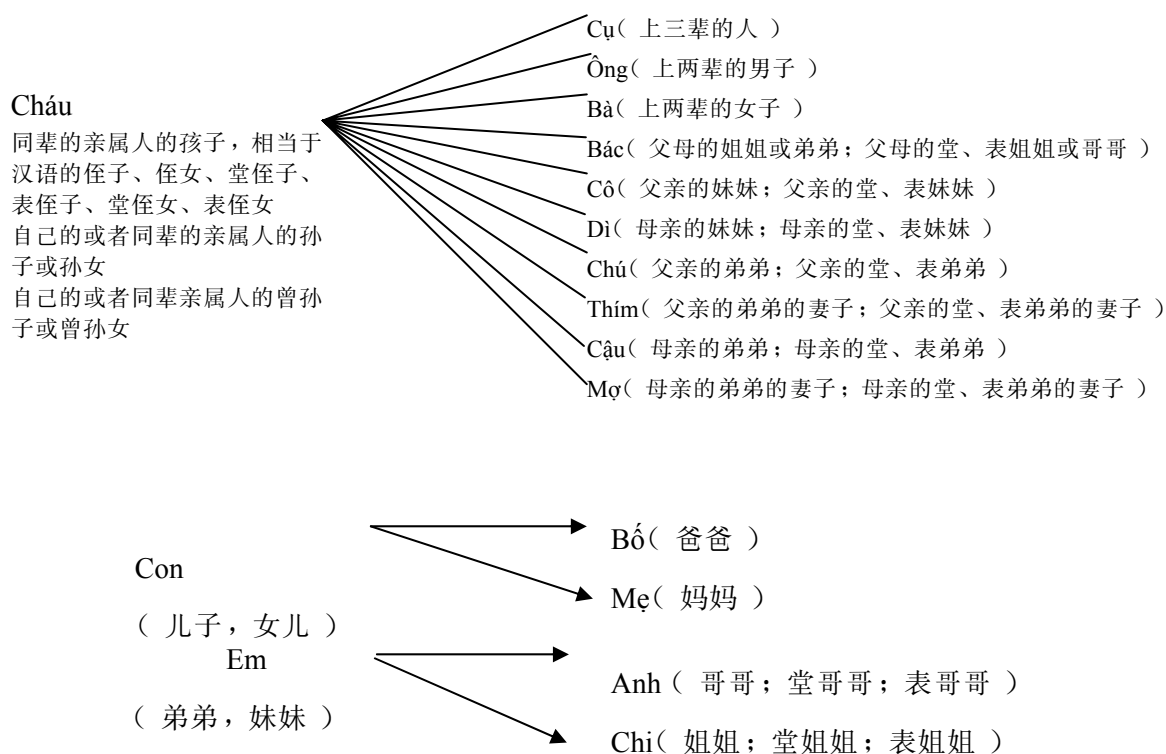 Cháu
同辈的亲属人的孩子，相当于
汉语的侄子、侄女、堂侄子、
表侄子、堂侄女、表侄女
自己的或者同辈的亲属人的孙
子或孙女
自己的或者同辈亲属人的曾孙
子或曾孙女
Cụ（ 上三辈的人 ）
Ông（ 上两辈的男子 ）
Bà（ 上两辈的女子 ）
Bác（ 父母的姐姐或弟弟；父母的堂、表姐姐或哥哥 ）
Cô（ 父亲的妹妹；父亲的堂、表妹妹 ）
Dì（ 母亲的妹妹；母亲的堂、表妹妹 ）
Chú（ 父亲的弟弟；父亲的堂、表弟弟 ）
Thím（ 父亲的弟弟的妻子；父亲的堂、表弟弟的妻子 ）
Cậu（ 母亲的弟弟；母亲的堂、表弟弟 ）
Mợ（ 母亲的弟弟的妻子；母亲的堂、表弟弟的妻子 ）
Con
（ 儿子，女儿 ）
Bố（ 爸爸 ）
Mẹ（ 妈妈 ）
Em
（ 弟弟，妹妹 ）
Anh（ 哥哥；堂哥哥；表哥哥 ）
Chi（ 姐姐；堂姐姐；表姐姐 ）